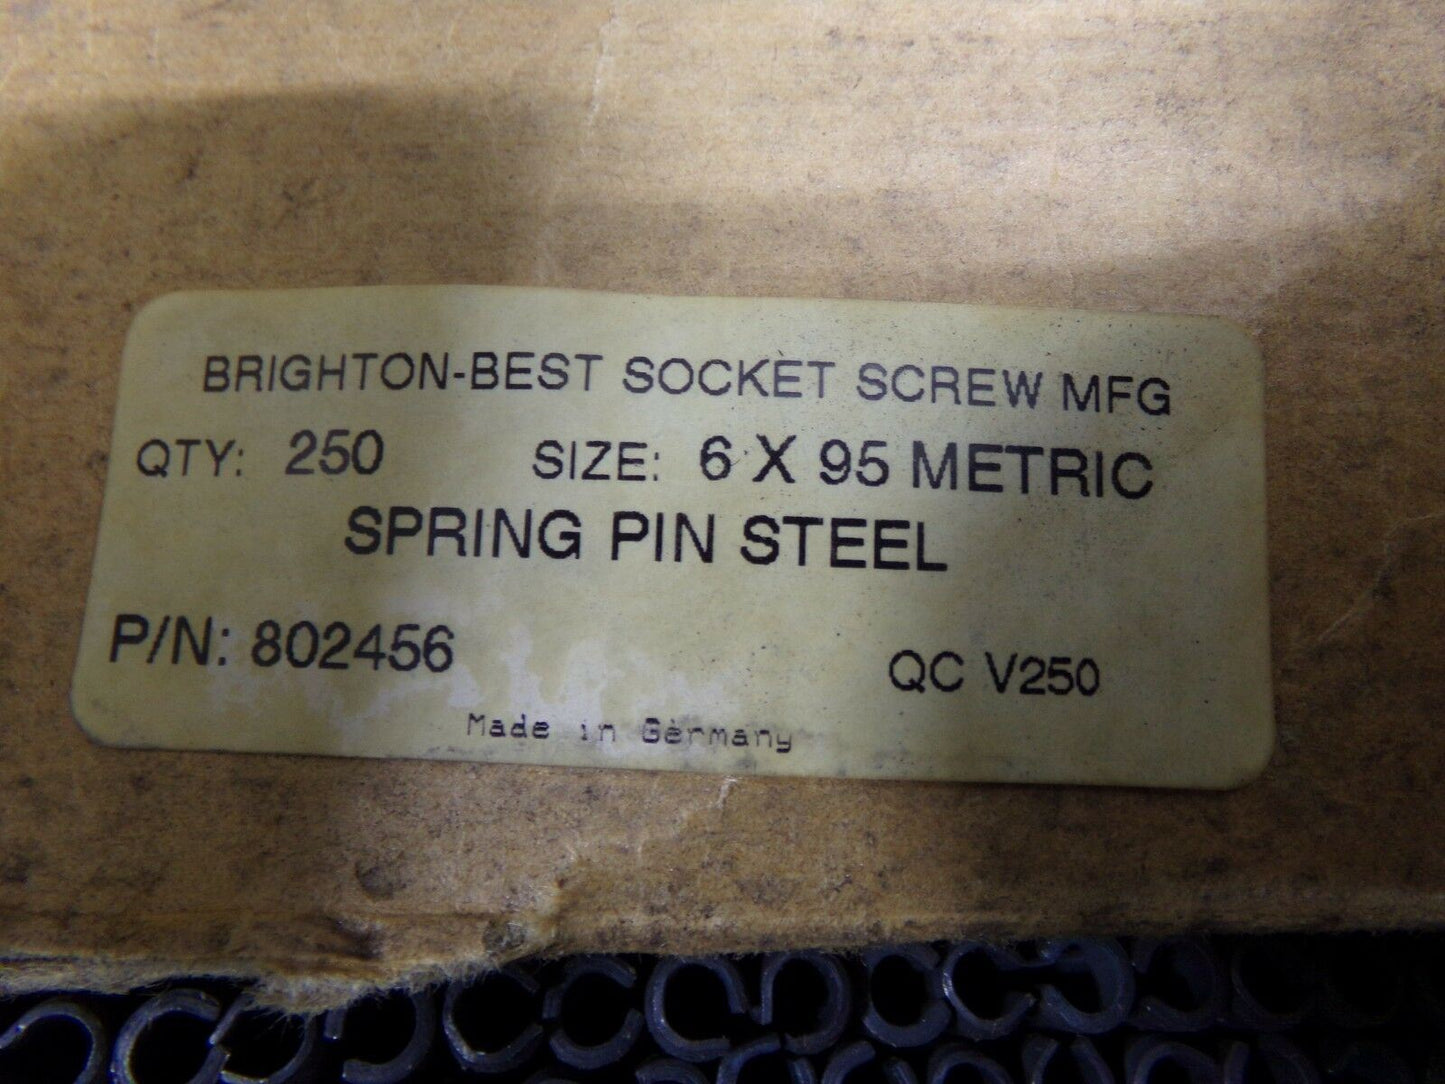 BRIGHTON-BEST SOCKET SCREW MFG
QTY: 250 SIZE: 6 X 95 METRIC
SPRING PIN STEEL
P/N: 802456 QC V250
Made in Germany